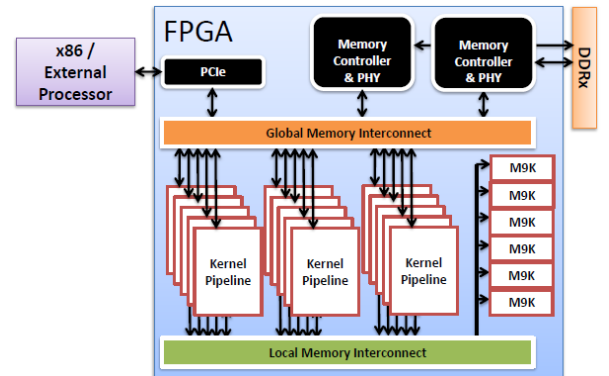 FPGA
x86 /
External
Processor
PCIe
Memory
Controller
& PHY
Memory
Controller
& PHY
DDRx
Global Memory Interconnect
M9K
M9K
M9K
M9K
M9K
M9K
Kernel
Pipeline
Kernel
Pipeline
Kernel
Pipeline
Local Memory Interconnect